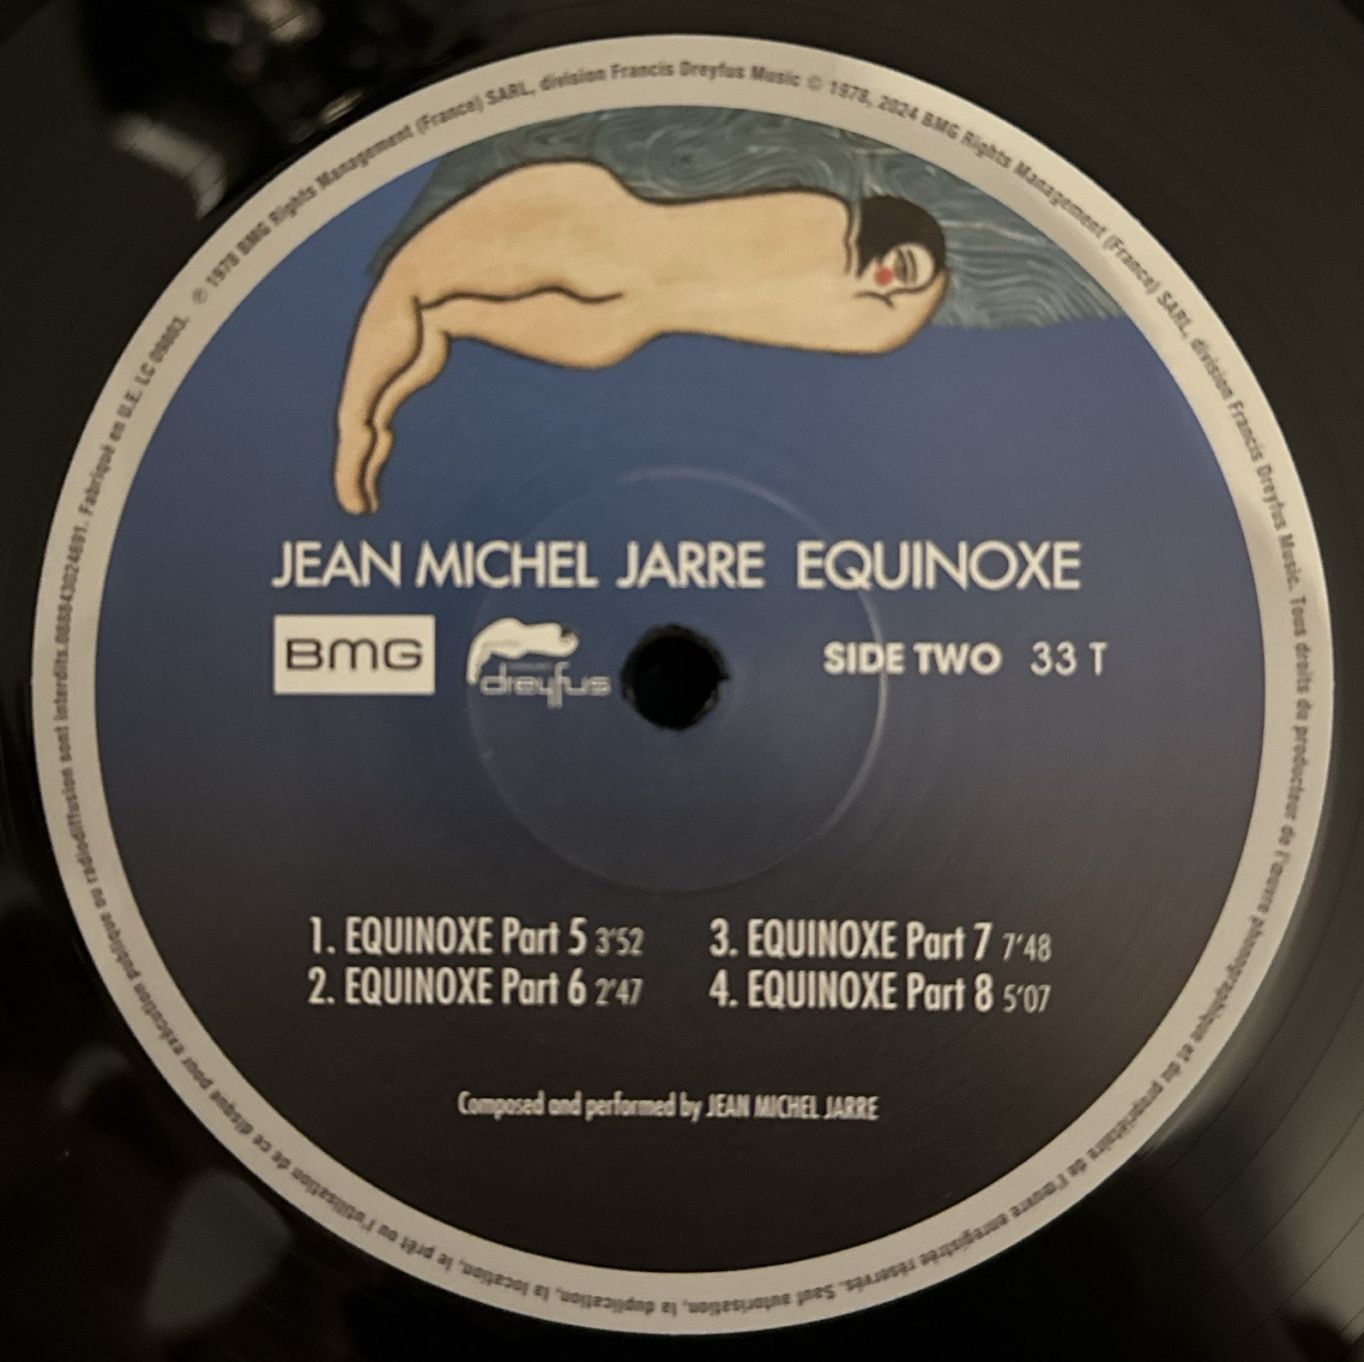 ℗ 1978 BMG Rights Management (France) SARL, division Francis Dreyfus Music © 1978, 2024 BMG Rights Management (France) SARL, division Francis Dreyfus Music. Tous droits de producteur de l'œuvre phonographique et du propriétaire de l'œuvre enregistrée réservés. Sauf autorisation, la duplication, la location, le prêt ou l'utilisation de ce disque pour exécution publique ou radiodiffusion sont interdits. Fabriqué en U.E. LC 09803.
JEAN MICHEL JARRE EQUINOXE
BMG
dreyfus
SIDE TWO 33 T
1. EQUINOXE Part 5 3'52
2. EQUINOXE Part 6 2'47
3. EQUINOXE Part 7 7'48
4. EQUINOXE Part 8 5'07
Composed and performed by JEAN MICHEL JARRE